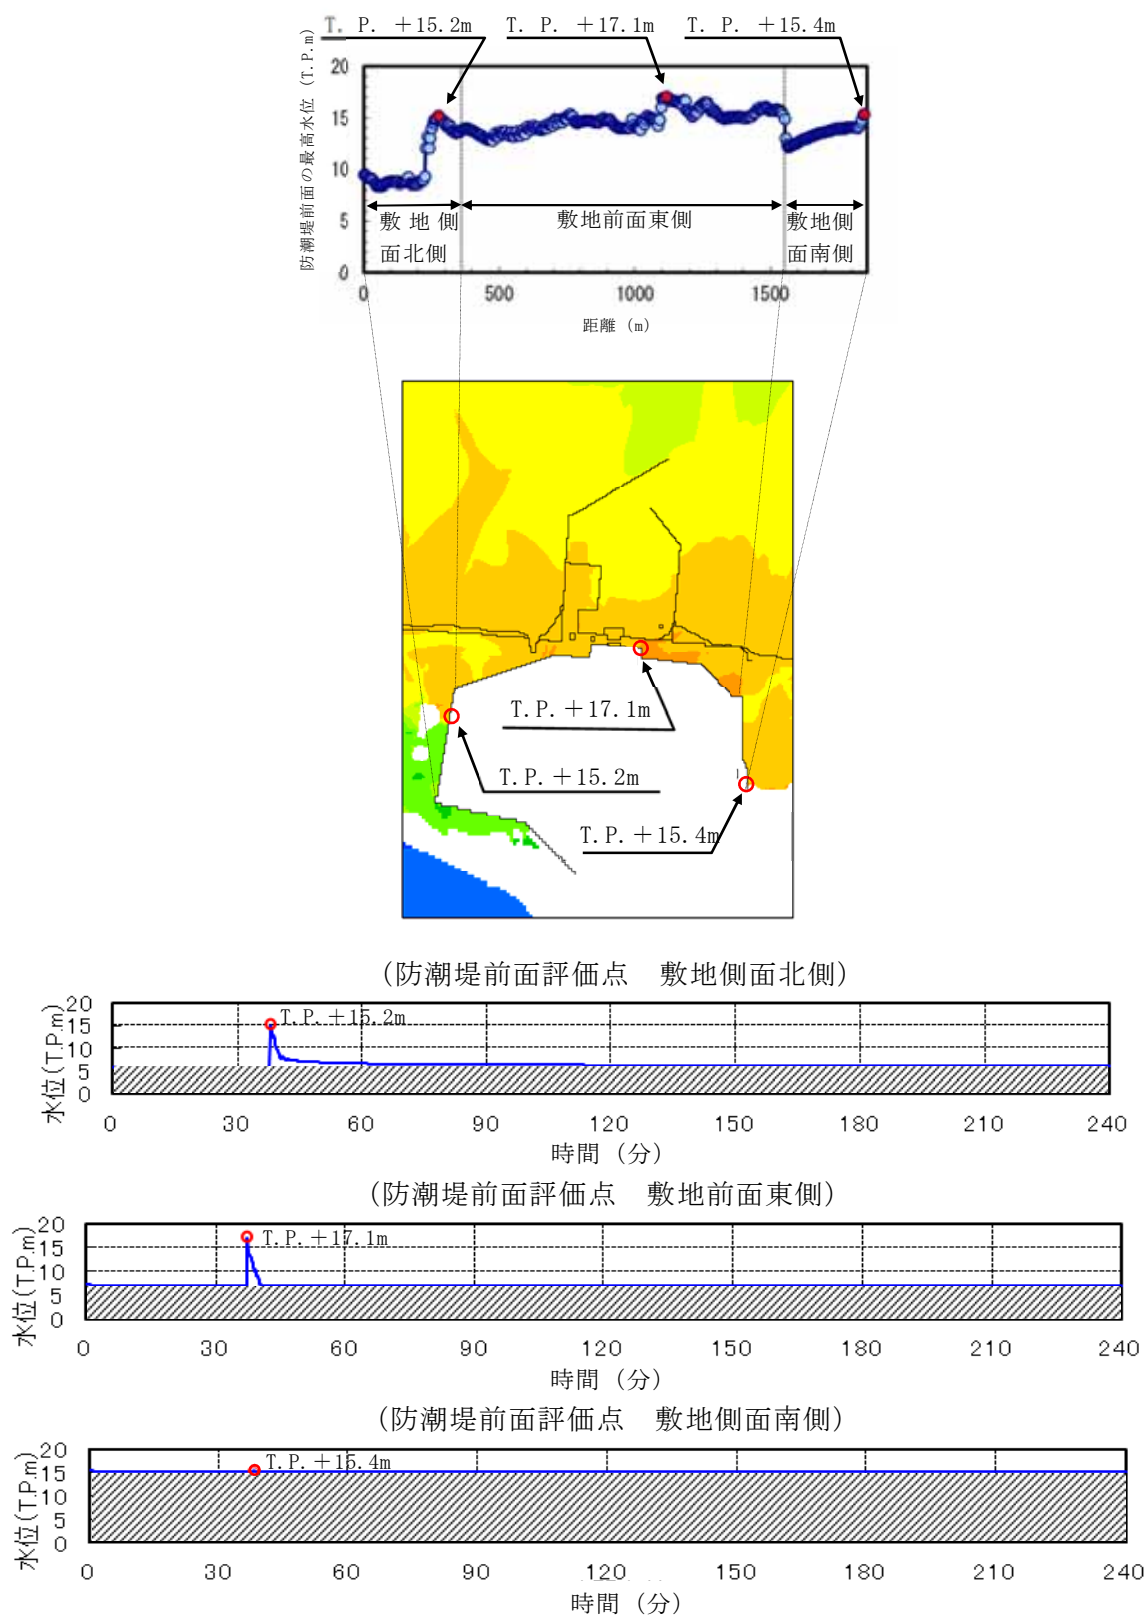 T. P. +15.2m T. P. +17.1m T. P. +15.4m
防潮堤前面の最高水位 (T.P.m)
20
15
10
5
0
敷地側
面北側
敷地前面東側
敷地側
面南側
0 500 1000 1500
距離 (m)
T.P.+17.1m
T.P.+15.2m
T.P.+15.4m
(防潮堤前面評価点 敷地側面北側)
水位(T.P.m)
20
15
10
5
0
T.P.+15.2m
0 30 60 90 120 150 180 210 240
時間 (分)
(防潮堤前面評価点 敷地前面東側)
水位(T.P.m)
20
15
10
5
0
T.P.+17.1m
0 30 60 90 120 150 180 210 240
時間 (分)
(防潮堤前面評価点 敷地側面南側)
水位(T.P.m)
20
15
10
5
0
T.P.+15.4m
0 30 60 90 120 150 180 210 240
時間 (分)